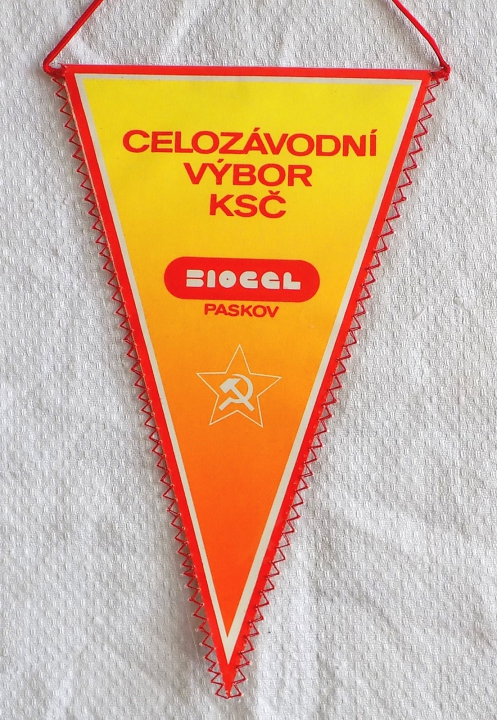 CELOZÁVODNÍ
VÝBOR
KSČ
BIOCEL
PASKOV